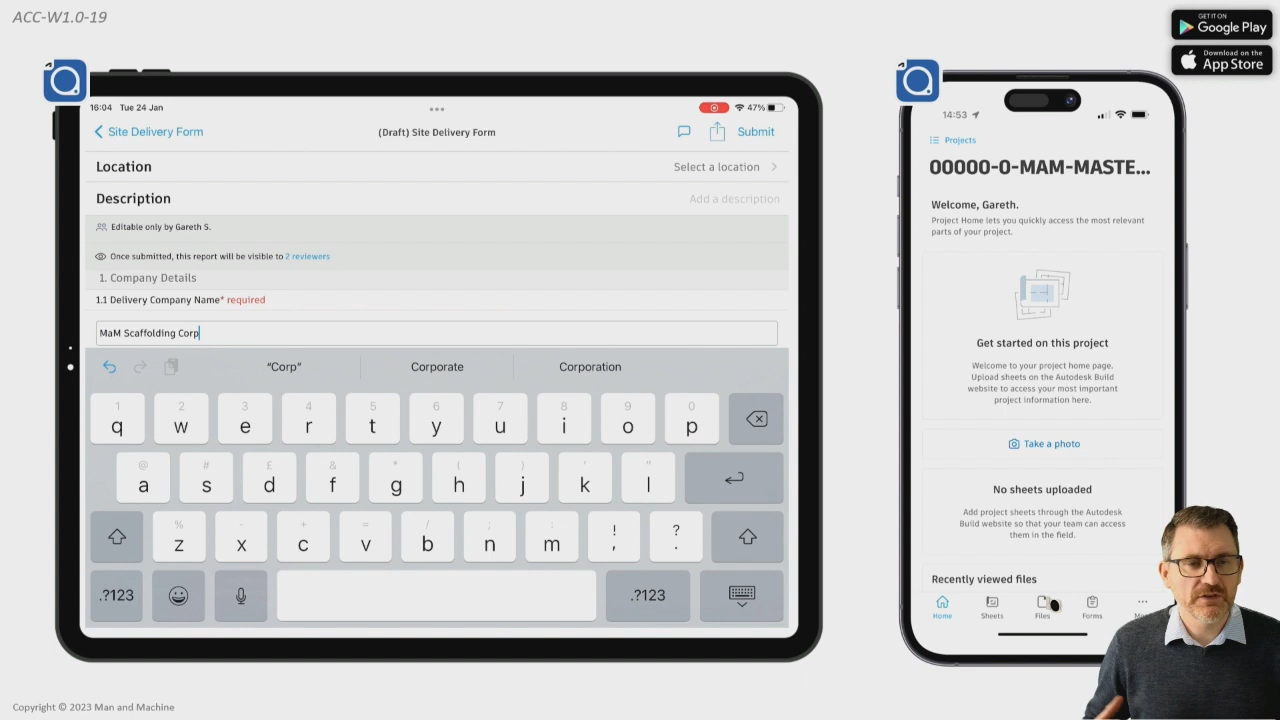 ACC-W1.0-19
GET IT ON
Google Play
Download on the
App Store
16:04 Tue 24 Jan
47%
Site Delivery Form
(Draft) Site Delivery Form
Submit
Location
Select a location
Description
Add a description
Editable only by Gareth S.
Once submitted, this report will be visible to 2 reviewers
1. Company Details
1.1 Delivery Company Name* required
MaM Scaffolding Corp
"Corp" Corporate Corporation
1 2 3 4 5 6 7 8 9 0
q w e r t y u i o p
@ # £ & * ( ) ' "
a s d f g h j k l
% - + = / ; : ! ?
z x c v b n m , .
.?123 .?123
14:53
Projects
00000-0-MAM-MASTE...
Welcome, Gareth.
Project Home lets you quickly access the most relevant
parts of your project.
Get started on this project
Welcome to your project home page.
Upload sheets on the Autodesk Build
website to access your most important
project information here.
Take a photo
No sheets uploaded
Add project sheets through the Autodesk
Build website so that your team can access
them in the field.
Recently viewed files
Home Sheets Files Forms
Copyright © 2023 Man and Machine